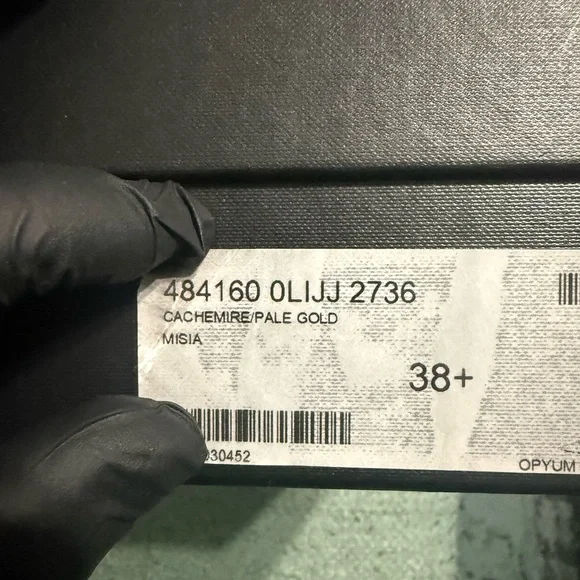 484160 0LIJJ 2736
CACHEMIRE/PALE GOLD
MISIA
38+
030452
OPYUM